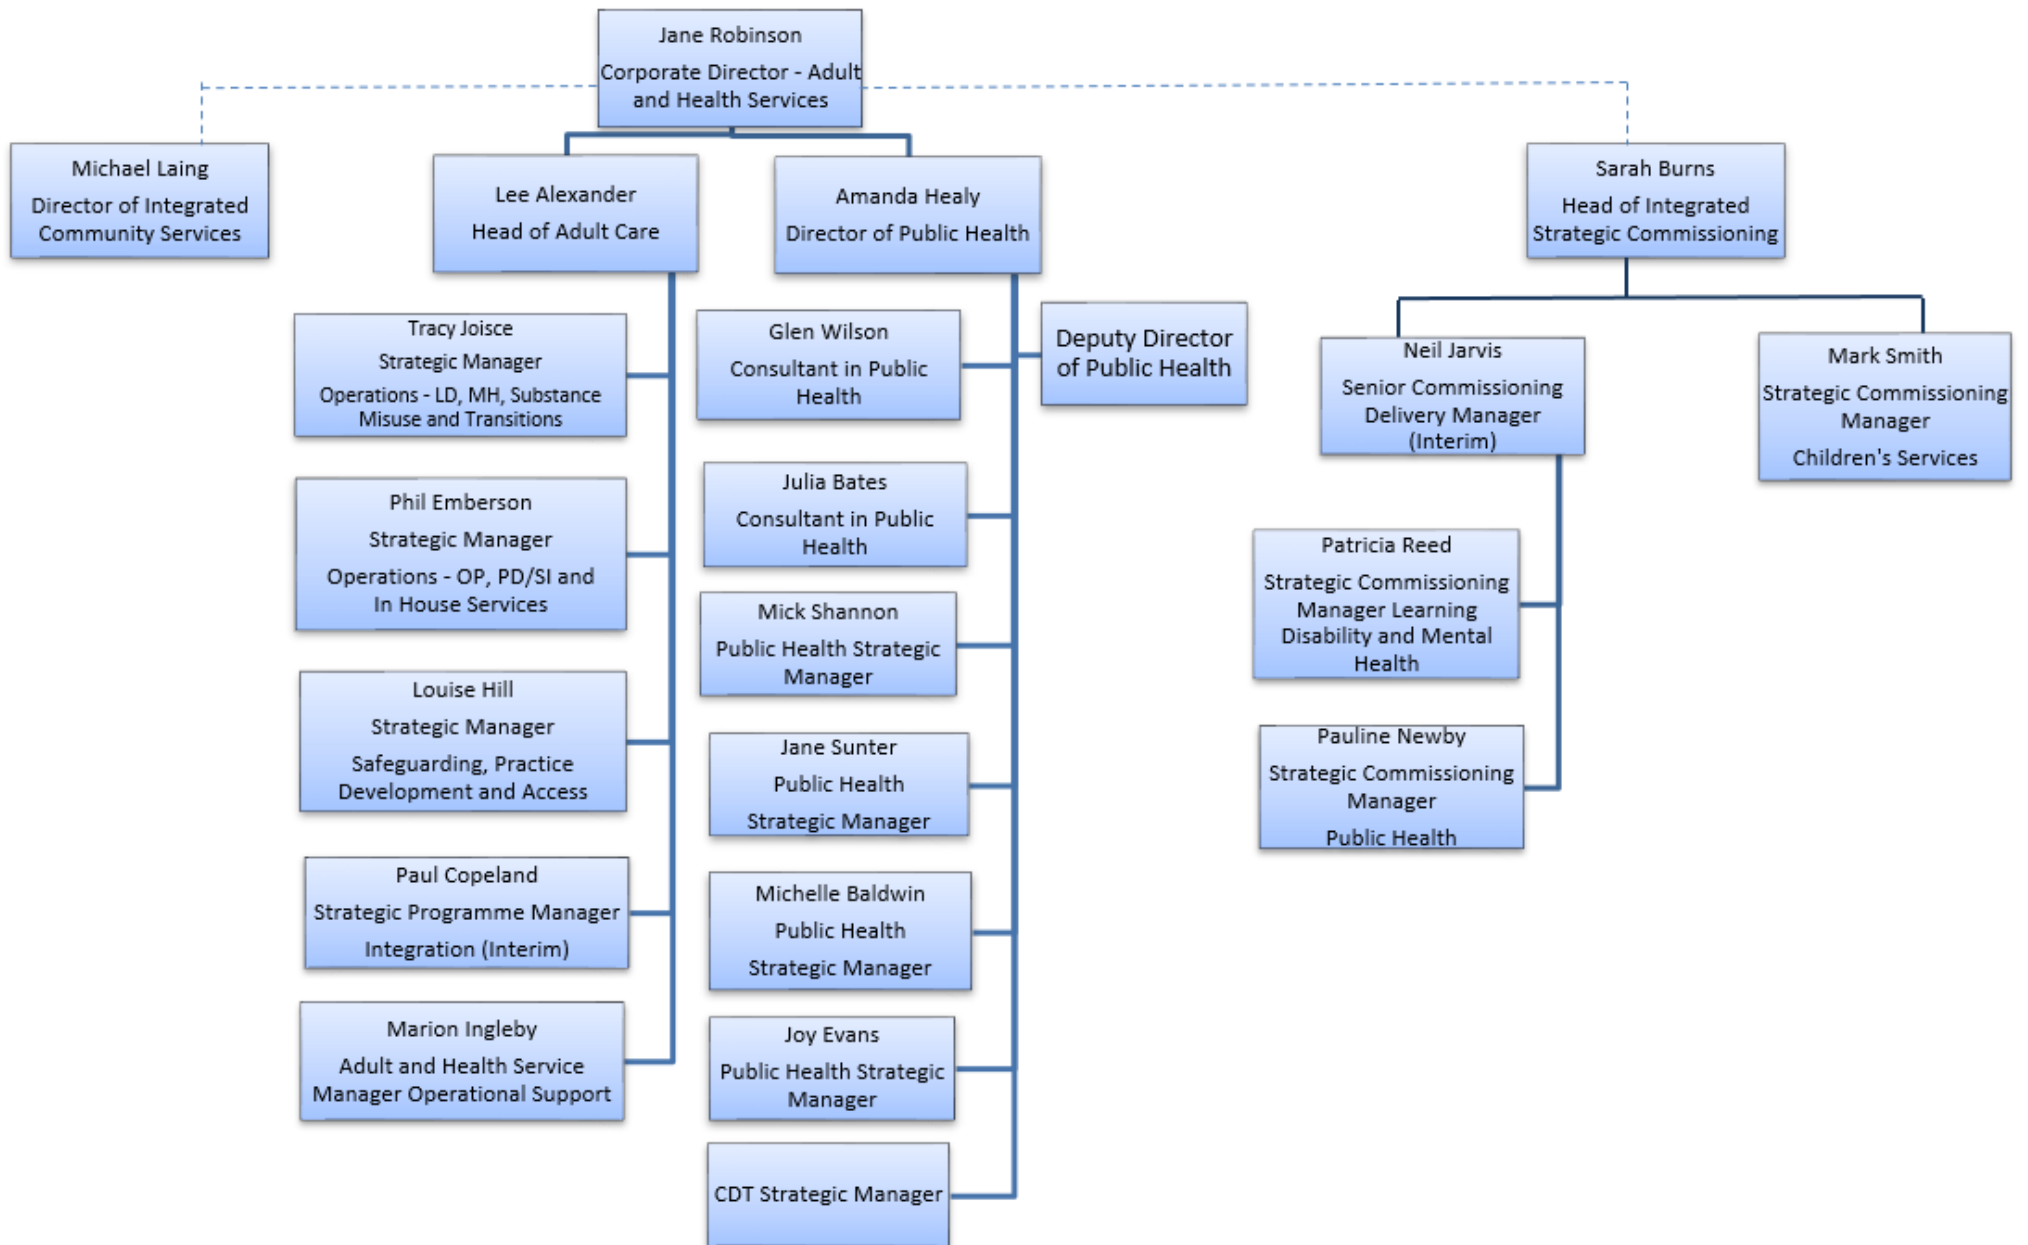 Jane Robinson
Corporate Director - Adult
and Health Services
Michael Laing
Director of Integrated
Community Services
Lee Alexander
Head of Adult Care
Amanda Healy
Director of Public Health
Sarah Burns
Head of Integrated
Strategic Commissioning
Tracy Joisce
Strategic Manager
Operations - LD, MH, Substance
Misuse and Transitions
Phil Emberson
Strategic Manager
Operations - OP, PD/SI and
In House Services
Louise Hill
Strategic Manager
Safeguarding, Practice
Development and Access
Paul Copeland
Strategic Programme Manager
Integration (Interim)
Marion Ingleby
Adult and Health Service
Manager Operational Support
Glen Wilson
Consultant in Public
Health
Deputy Director
of Public Health
Julia Bates
Consultant in Public
Health
Mick Shannon
Public Health Strategic
Manager
Jane Sunter
Public Health
Strategic Manager
Michelle Baldwin
Public Health
Strategic Manager
Joy Evans
Public Health Strategic
Manager
CDT Strategic Manager
Neil Jarvis
Senior Commissioning
Delivery Manager
(Interim)
Mark Smith
Strategic Commissioning
Manager
Children's Services
Patricia Reed
Strategic Commissioning
Manager Learning
Disability and Mental
Health
Pauline Newby
Strategic Commissioning
Manager
Public Health